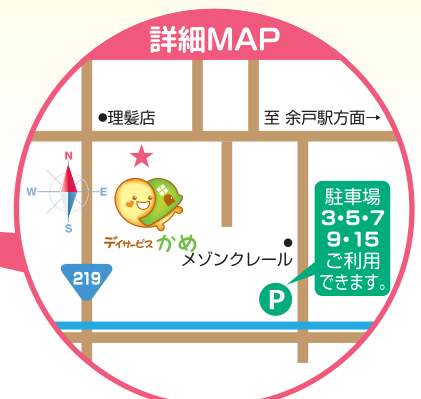 詳細MAP
●理髪店
至 余戸駅方面→
N
W
E
S
デイサービス かめ
メゾンクレール
219
P
駐車場
3・5・7
9・15
ご利用
できます。